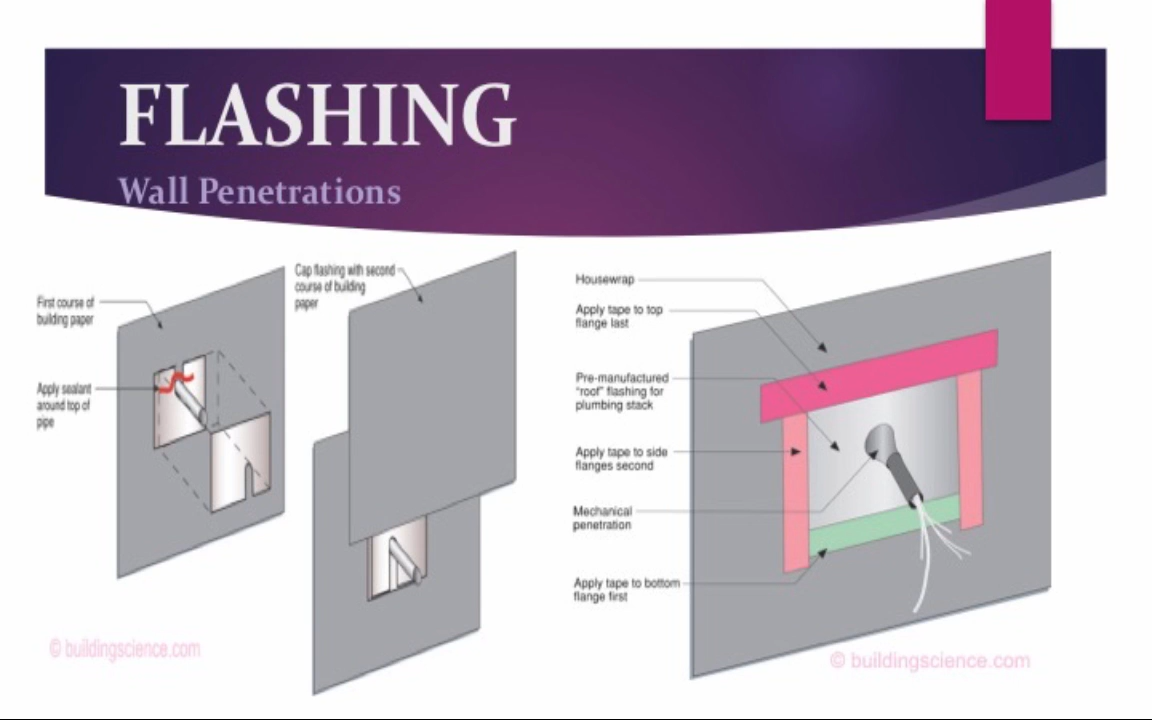 FLASHING
Wall Penetrations
First course of
building paper
Apply sealant
around top of
pipe
Cap flashing with second
course of building
paper
© buildingscience.com
Housewrap
Apply tape to top
flange last
Pre-manufactured
"roof" flashing for
plumbing stack
Apply tape to side
flanges second
Mechanical
penetration
Apply tape to bottom
flange first
© buildingscience.com